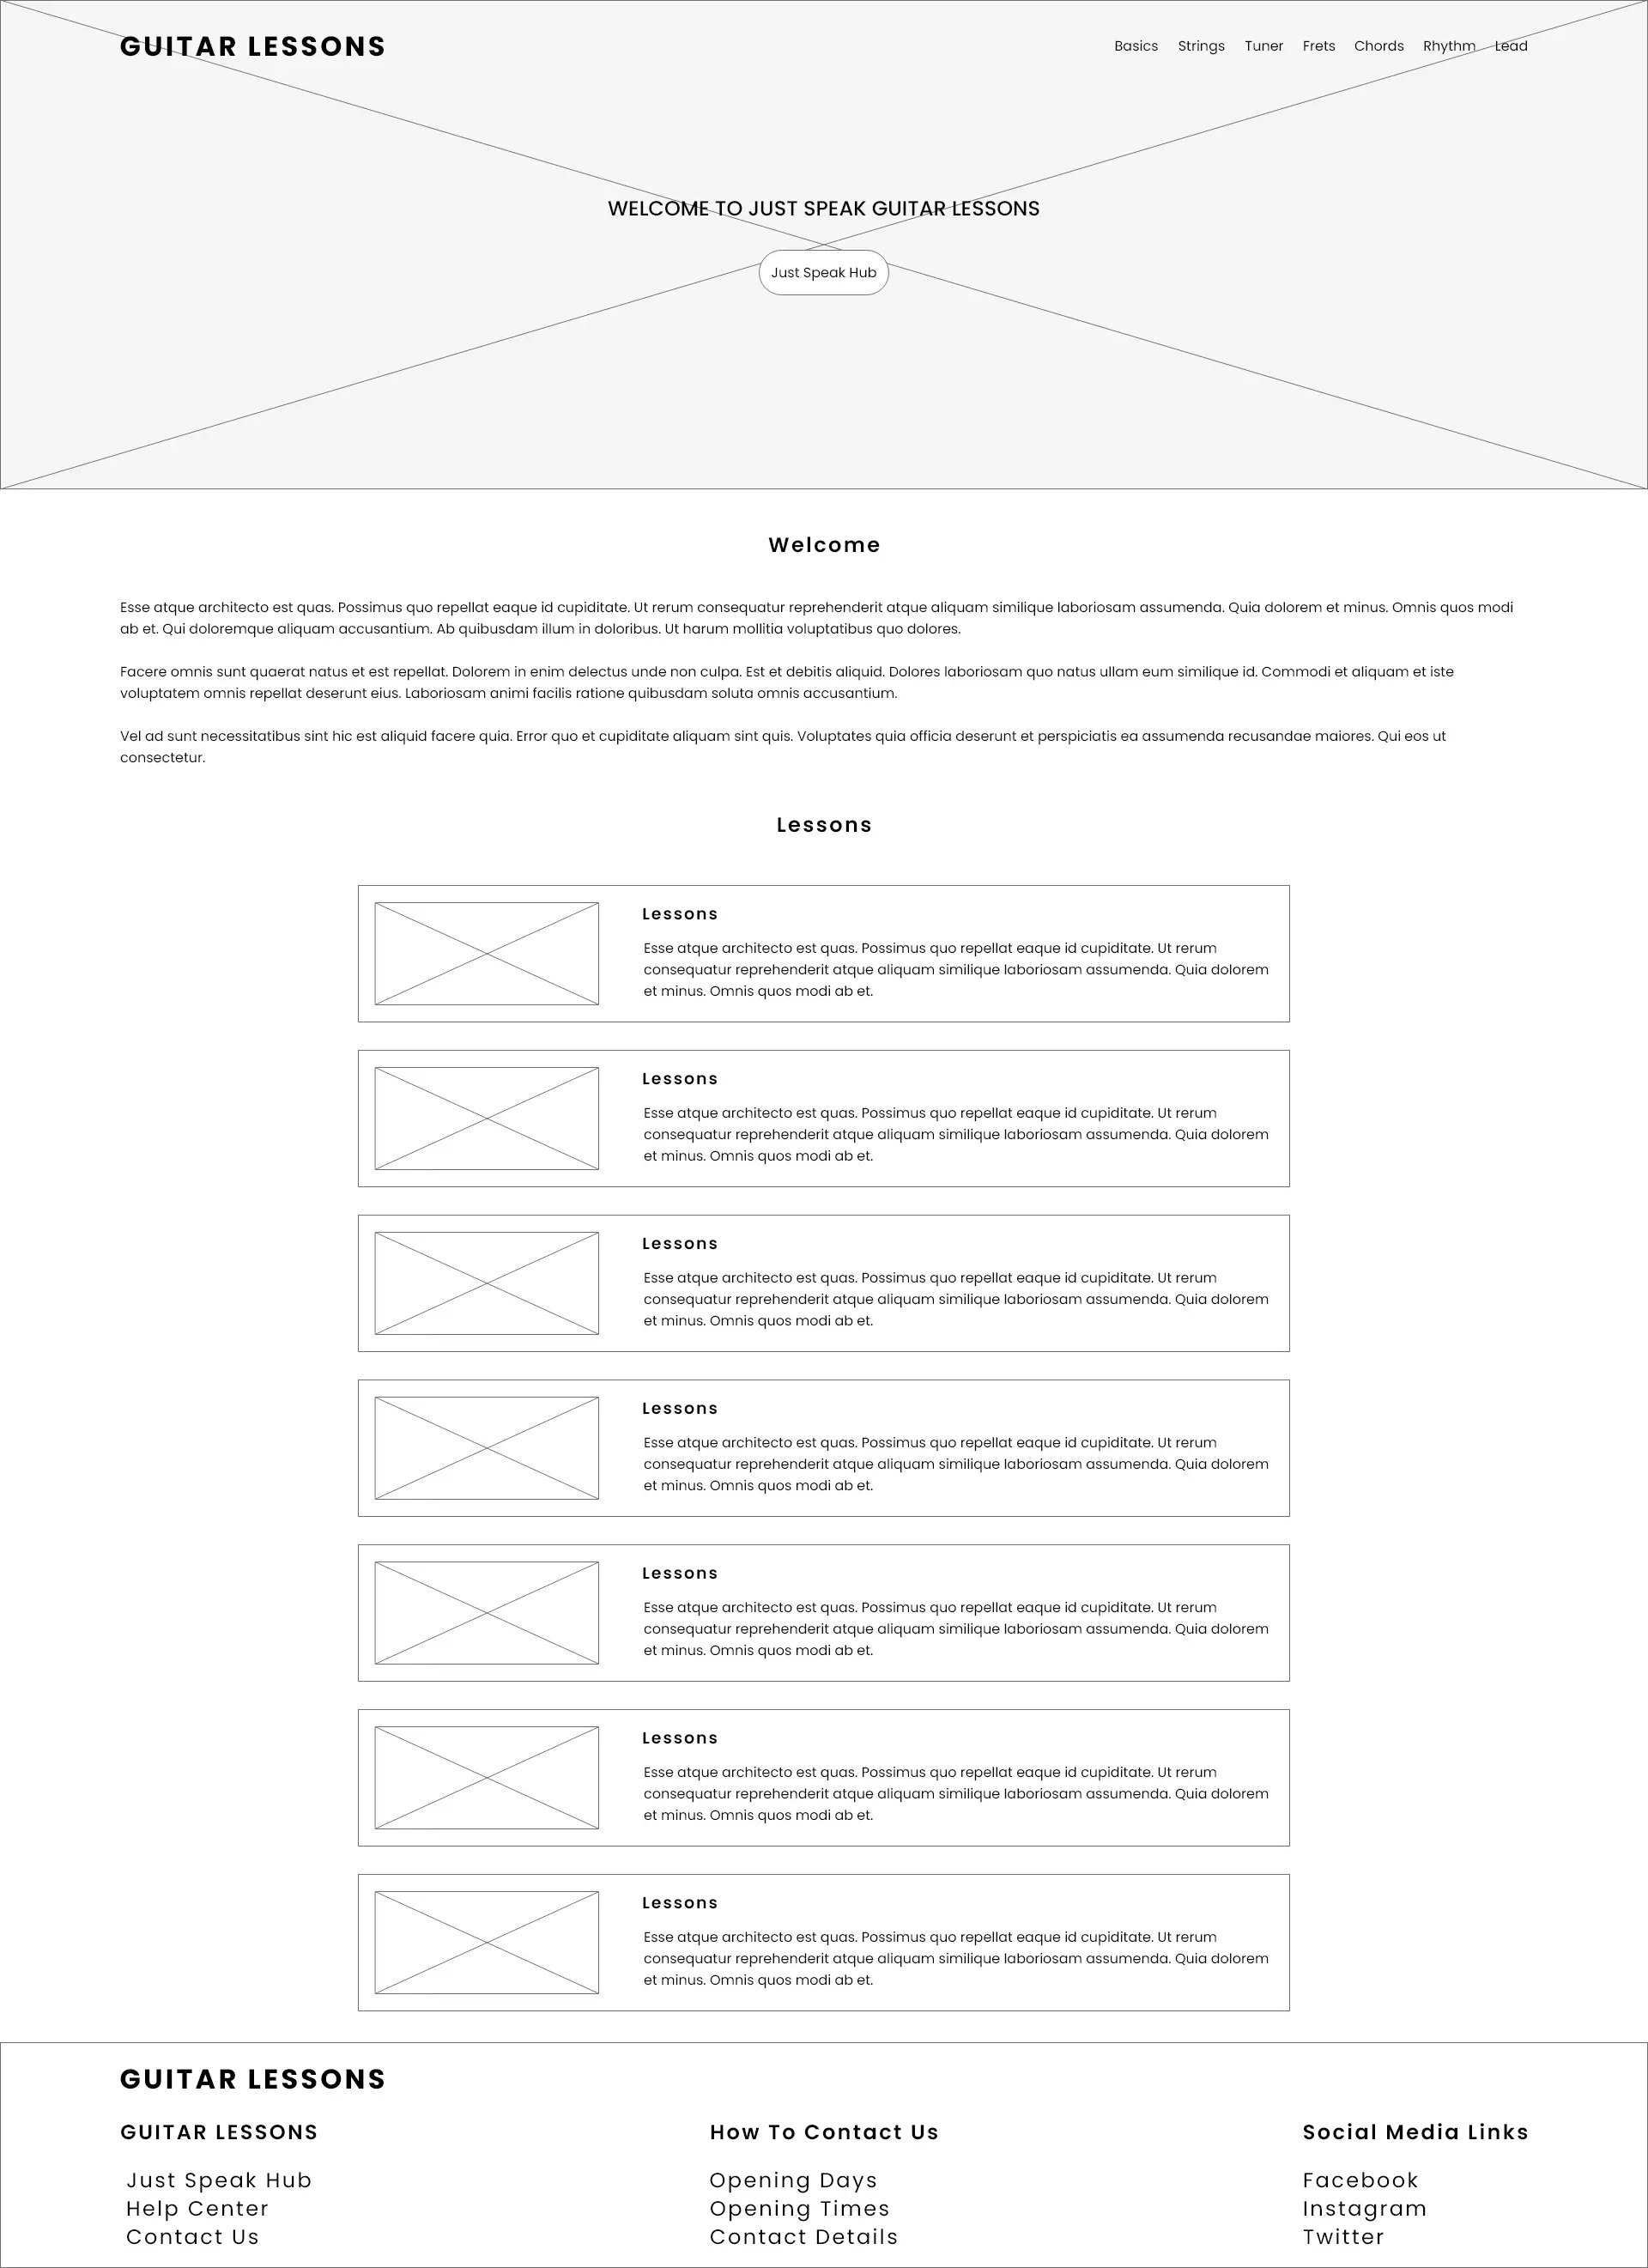 GUITAR LESSONS
Basics Strings Tuner Frets Chords Rhythm Lead
WELCOME TO JUST SPEAK GUITAR LESSONS
Just Speak Hub
Welcome
Esse atque architecto est quas. Possimus quo repellat eaque id cupiditate. Ut rerum consequatur reprehenderit atque aliquam similique laboriosam assumenda. Quia dolorem et minus. Omnis quos modi
ab et. Qui doloremque aliquam accusantium. Ab quibusdam illum in doloribus. Ut harum mollitia voluptatibus quo dolores.
Facere omnis sunt quaerat natus et est repellat. Dolorem in enim delectus unde non culpa. Est et debitis aliquid. Dolores laboriosam quo natus ullam eum similique id. Commodi et aliquam et iste
voluptatem omnis repellat deserunt eius. Laboriosam animi facilis ratione quibusdam soluta omnis accusantium.
Vel ad sunt necessitatibus sint hic est aliquid facere quia. Error quo et cupiditate aliquam sint quis. Voluptates quia officia deserunt et perspiciatis ea assumenda recusandae maiores. Qui eos ut
consectetur.
Lessons
Lessons
Esse atque architecto est quas. Possimus quo repellat eaque id cupiditate. Ut rerum
consequatur reprehenderit atque aliquam similique laboriosam assumenda. Quia dolorem
et minus. Omnis quos modi ab et.
Lessons
Esse atque architecto est quas. Possimus quo repellat eaque id cupiditate. Ut rerum
consequatur reprehenderit atque aliquam similique laboriosam assumenda. Quia dolorem
et minus. Omnis quos modi ab et.
Lessons
Esse atque architecto est quas. Possimus quo repellat eaque id cupiditate. Ut rerum
consequatur reprehenderit atque aliquam similique laboriosam assumenda. Quia dolorem
et minus. Omnis quos modi ab et.
Lessons
Esse atque architecto est quas. Possimus quo repellat eaque id cupiditate. Ut rerum
consequatur reprehenderit atque aliquam similique laboriosam assumenda. Quia dolorem
et minus. Omnis quos modi ab et.
Lessons
Esse atque architecto est quas. Possimus quo repellat eaque id cupiditate. Ut rerum
consequatur reprehenderit atque aliquam similique laboriosam assumenda. Quia dolorem
et minus. Omnis quos modi ab et.
Lessons
Esse atque architecto est quas. Possimus quo repellat eaque id cupiditate. Ut rerum
consequatur reprehenderit atque aliquam similique laboriosam assumenda. Quia dolorem
et minus. Omnis quos modi ab et.
Lessons
Esse atque architecto est quas. Possimus quo repellat eaque id cupiditate. Ut rerum
consequatur reprehenderit atque aliquam similique laboriosam assumenda. Quia dolorem
et minus. Omnis quos modi ab et.
GUITAR LESSONS
GUITAR LESSONS
Just Speak Hub
Help Center
Contact Us
How To Contact Us
Opening Days
Opening Times
Contact Details
Social Media Links
Facebook
Instagram
Twitter